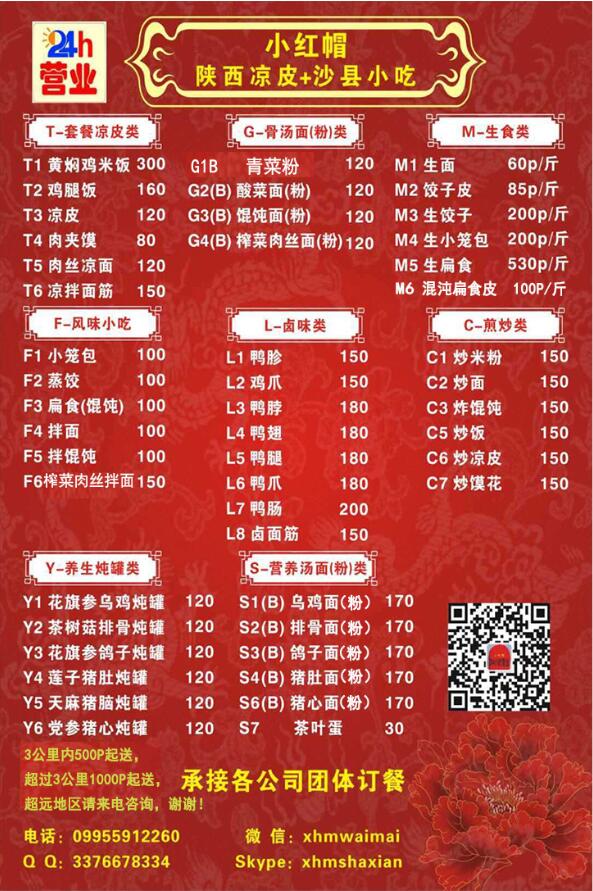 24h
营业
小红帽
陕西凉皮+沙县小吃
T-套餐凉皮类
T1 黄焖鸡米饭 300
T2 鸡腿饭 160
T3 凉皮 120
T4 肉夹馍 80
T5 肉丝凉面 120
T6 凉拌面筋 150
G-骨汤面(粉)类
G1B 青菜粉 120
G2(B) 酸菜面(粉) 120
G3(B) 馄饨面(粉) 120
G4(B) 榨菜肉丝面(粉) 120
M-生食类
M1 生面 60p/斤
M2 饺子皮 85p/斤
M3 生饺子 200p/斤
M4 生小笼包 200p/斤
M5 生扁食 530p/斤
M6 混沌扁食皮 100P/斤
F-风味小吃
F1 小笼包 100
F2 蒸饺 100
F3 扁食(馄饨) 100
F4 拌面 100
F5 拌馄饨 100
F6榨菜肉丝拌面 150
L-卤味类
L1 鸭胗 150
L2 鸡爪 150
L3 鸭脖 180
L4 鸭翅 180
L5 鸭腿 180
L6 鸭爪 180
L7 鸭肠 200
L8 卤面筋 150
C-煎炒类
C1 炒米粉 150
C2 炒面 150
C3 炸馄饨 150
C5 炒饭 150
C6 炒凉皮 150
C7 炒馍花 150
Y-养生炖罐类
Y1 花旗参乌鸡炖罐 120
Y2 茶树菇排骨炖罐 120
Y3 花旗参鸽子炖罐 120
Y4 莲子猪肚炖罐 120
Y5 天麻猪脑炖罐 120
Y6 党参猪心炖罐 120
S-营养汤面(粉)类
S1(B) 乌鸡面(粉) 170
S2(B) 排骨面(粉) 170
S3(B) 鸽子面(粉) 170
S4(B) 猪肚面(粉) 170
S6(B) 猪心面(粉) 170
S7 茶叶蛋 30
3公里内500P起送,
超过3公里1000P起送,
超远地区请来电咨询,谢谢!
承接各公司团体订餐
电话:09955912260
微 信:xhmwaimai
Q Q:3376678334
Skype:xhmshaxian